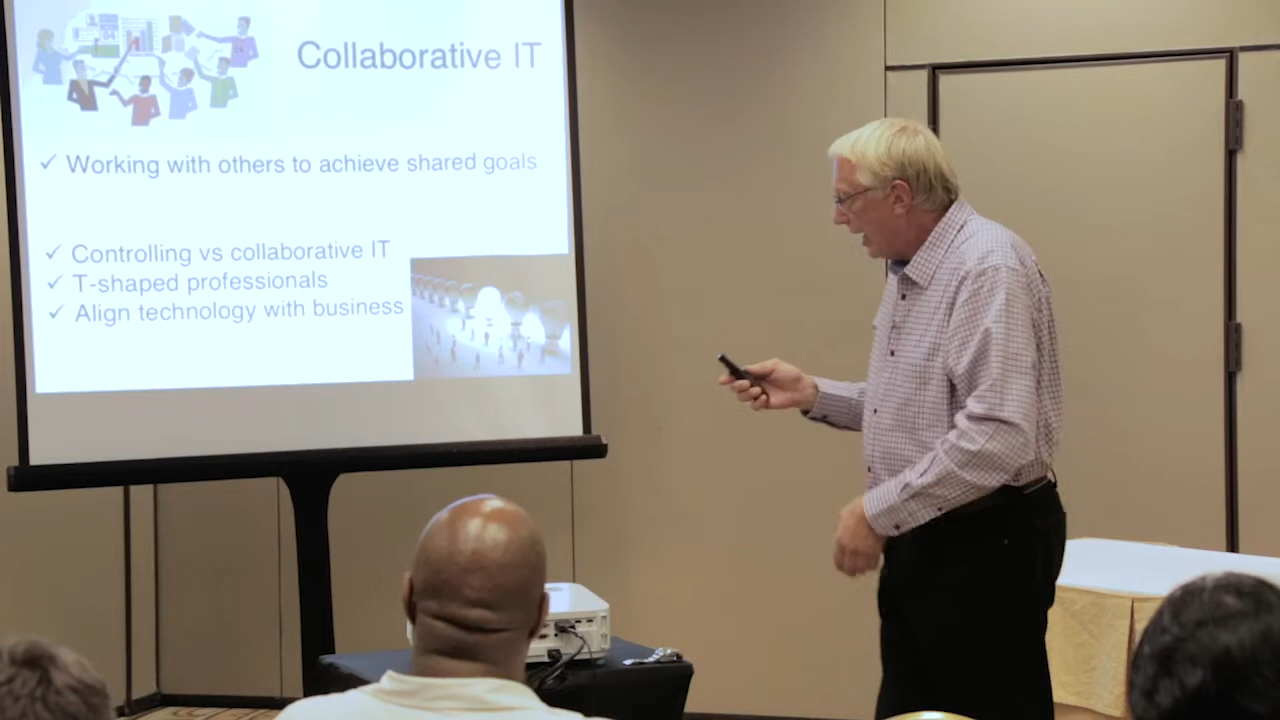 Collaborative IT
✓ Working with others to achieve shared goals
✓ Controlling vs collaborative IT
✓ T-shaped professionals
✓ Align technology with business